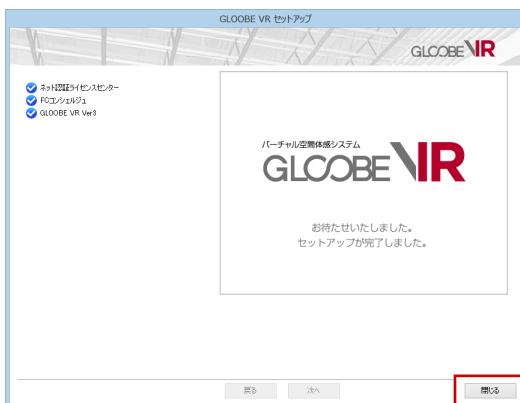 GLOOBE VR セットアップ
GLOOBE VR
ネット認証ライセンスセンター
FCコンシェルジュ
GLOOBE VR Ver3
バーチャル空間体感システム
GLOOBE VR
お待たせいたしました。
セットアップが完了しました。
戻る
次へ
閉じる